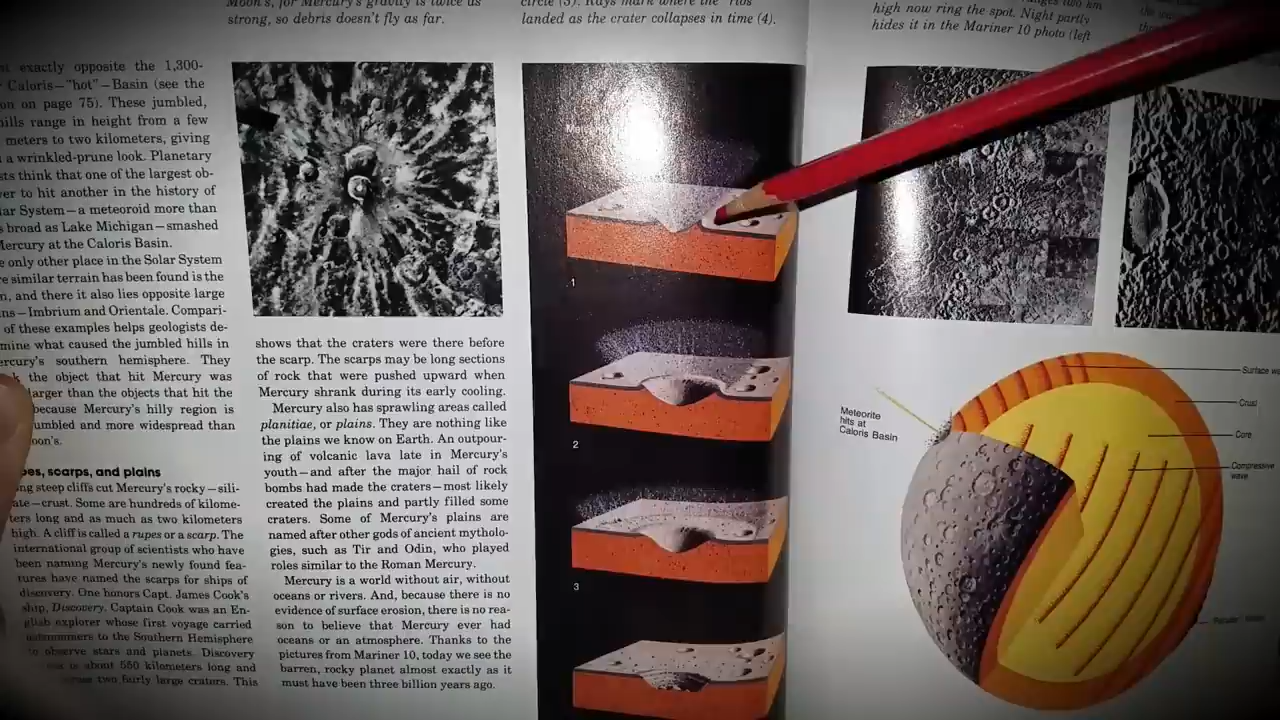 Moon's, for Mercury's gravity is twice as
strong, so debris doesn't fly as far.
circle (3). Rays mark where the "ribs"
landed as the crater collapses in time (4).
high now ring the spot. Night partly
hides it in the Mariner 10 photo (left
exactly opposite the 1,300-
Caloris—"hot"—Basin (see the
on page 75). These jumbled,
hills range in height from a few
meters to two kilometers, giving
a wrinkled-prune look. Planetary
think that one of the largest ob-
to hit another in the history of
System—a meteoroid more than
broad as Lake Michigan—smashed
Mercury at the Caloris Basin.
only other place in the Solar System
similar terrain has been found is the
and there it also lies opposite large
Imbrium and Orientale. Compari-
of these examples helps geologists de-
mine what caused the jumbled hills in
southern hemisphere. They
the object that hit Mercury was
larger than the objects that hit the
because Mercury's hilly region is
jumbled and more widespread than
scarps, and plains
steep cliffs cut Mercury's rocky—sili-
crust. Some are hundreds of kilome-
ters long and as much as two kilometers
high. A cliff is called a rupes or a scarp. The
international group of scientists who have
been naming Mercury's newly found fea-
tures have named the scarps for ships of
discovery. One honors Capt. James Cook's
ship, Discovery. Captain Cook was an En-
glish explorer whose first voyage carried
astronomers to the Southern Hemisphere
to observe stars and planets. Discovery
is about 550 kilometers long and
two fairly large craters. This
shows that the craters were there before
the scarp. The scarps may be long sections
of rock that were pushed upward when
Mercury shrank during its early cooling.
Mercury also has sprawling areas called
planitiae, or plains. They are nothing like
the plains we know on Earth. An outpour-
ing of volcanic lava late in Mercury's
youth—and after the major hail of rock
bombs had made the craters—most likely
created the plains and partly filled some
craters. Some of Mercury's plains are
named after other gods of ancient mytholo-
gies, such as Tir and Odin, who played
roles similar to the Roman Mercury.
Mercury is a world without air, without
oceans or rivers. And, because there is no
evidence of surface erosion, there is no rea-
son to believe that Mercury ever had
oceans or an atmosphere. Thanks to the
pictures from Mariner 10, today we see the
barren, rocky planet almost exactly as it
must have been three billion years ago.
1
2
3
Meteorite
hits at
Caloris Basin
Surface
Crust
Core
Compressive
wave